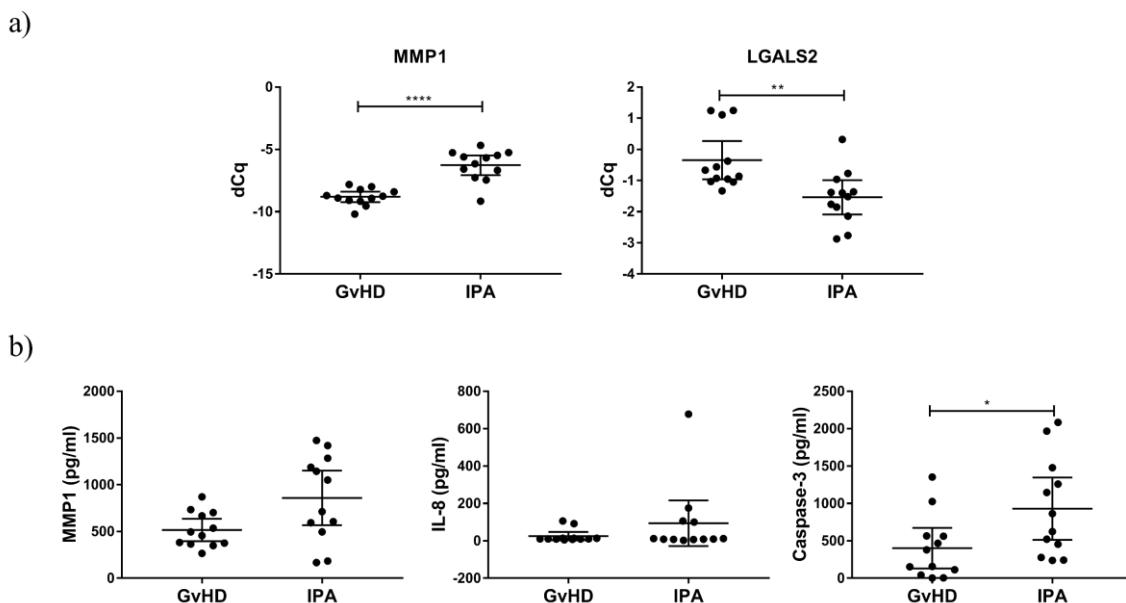 a)
MMP1
dCq
0
-5
-10
-15
****
GvHD IPA
LGALS2
dCq
2
1
0
-1
-2
-3
-4
**
GvHD IPA
b)
MMP1 (pg/ml)
2000
1500
1000
500
0
GvHD IPA
IL-8 (pg/ml)
800
600
400
200
0
-200
GvHD IPA
Caspase-3 (pg/ml)
2500
2000
1500
1000
500
0
*
GvHD IPA